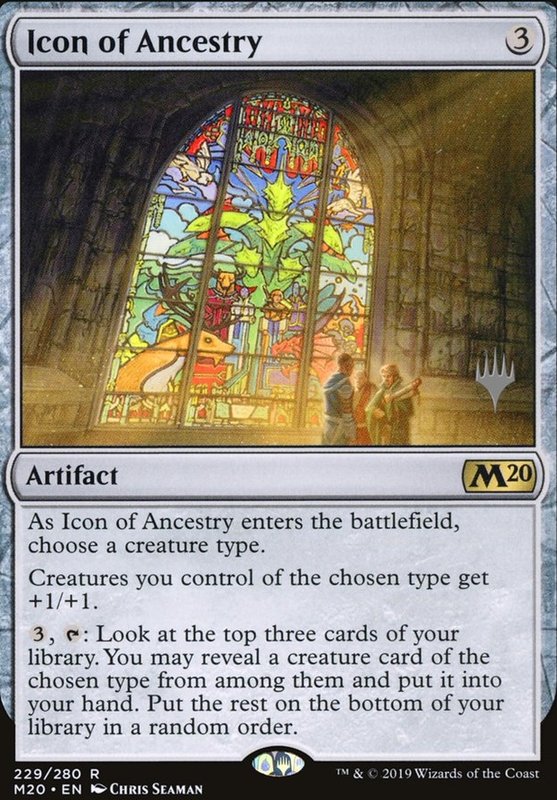 Icon of Ancestry 3
Artifact M20
As Icon of Ancestry enters the battlefield,
choose a creature type.
Creatures you control of the chosen type get
+1/+1.
3, : Look at the top three cards of your
library. You may reveal a creature card of the
chosen type from among them and put it into
your hand. Put the rest on the bottom of your
library in a random order.
229/280 R
M20 • EN Chris Seaman
™ & © 2019 Wizards of the Coast